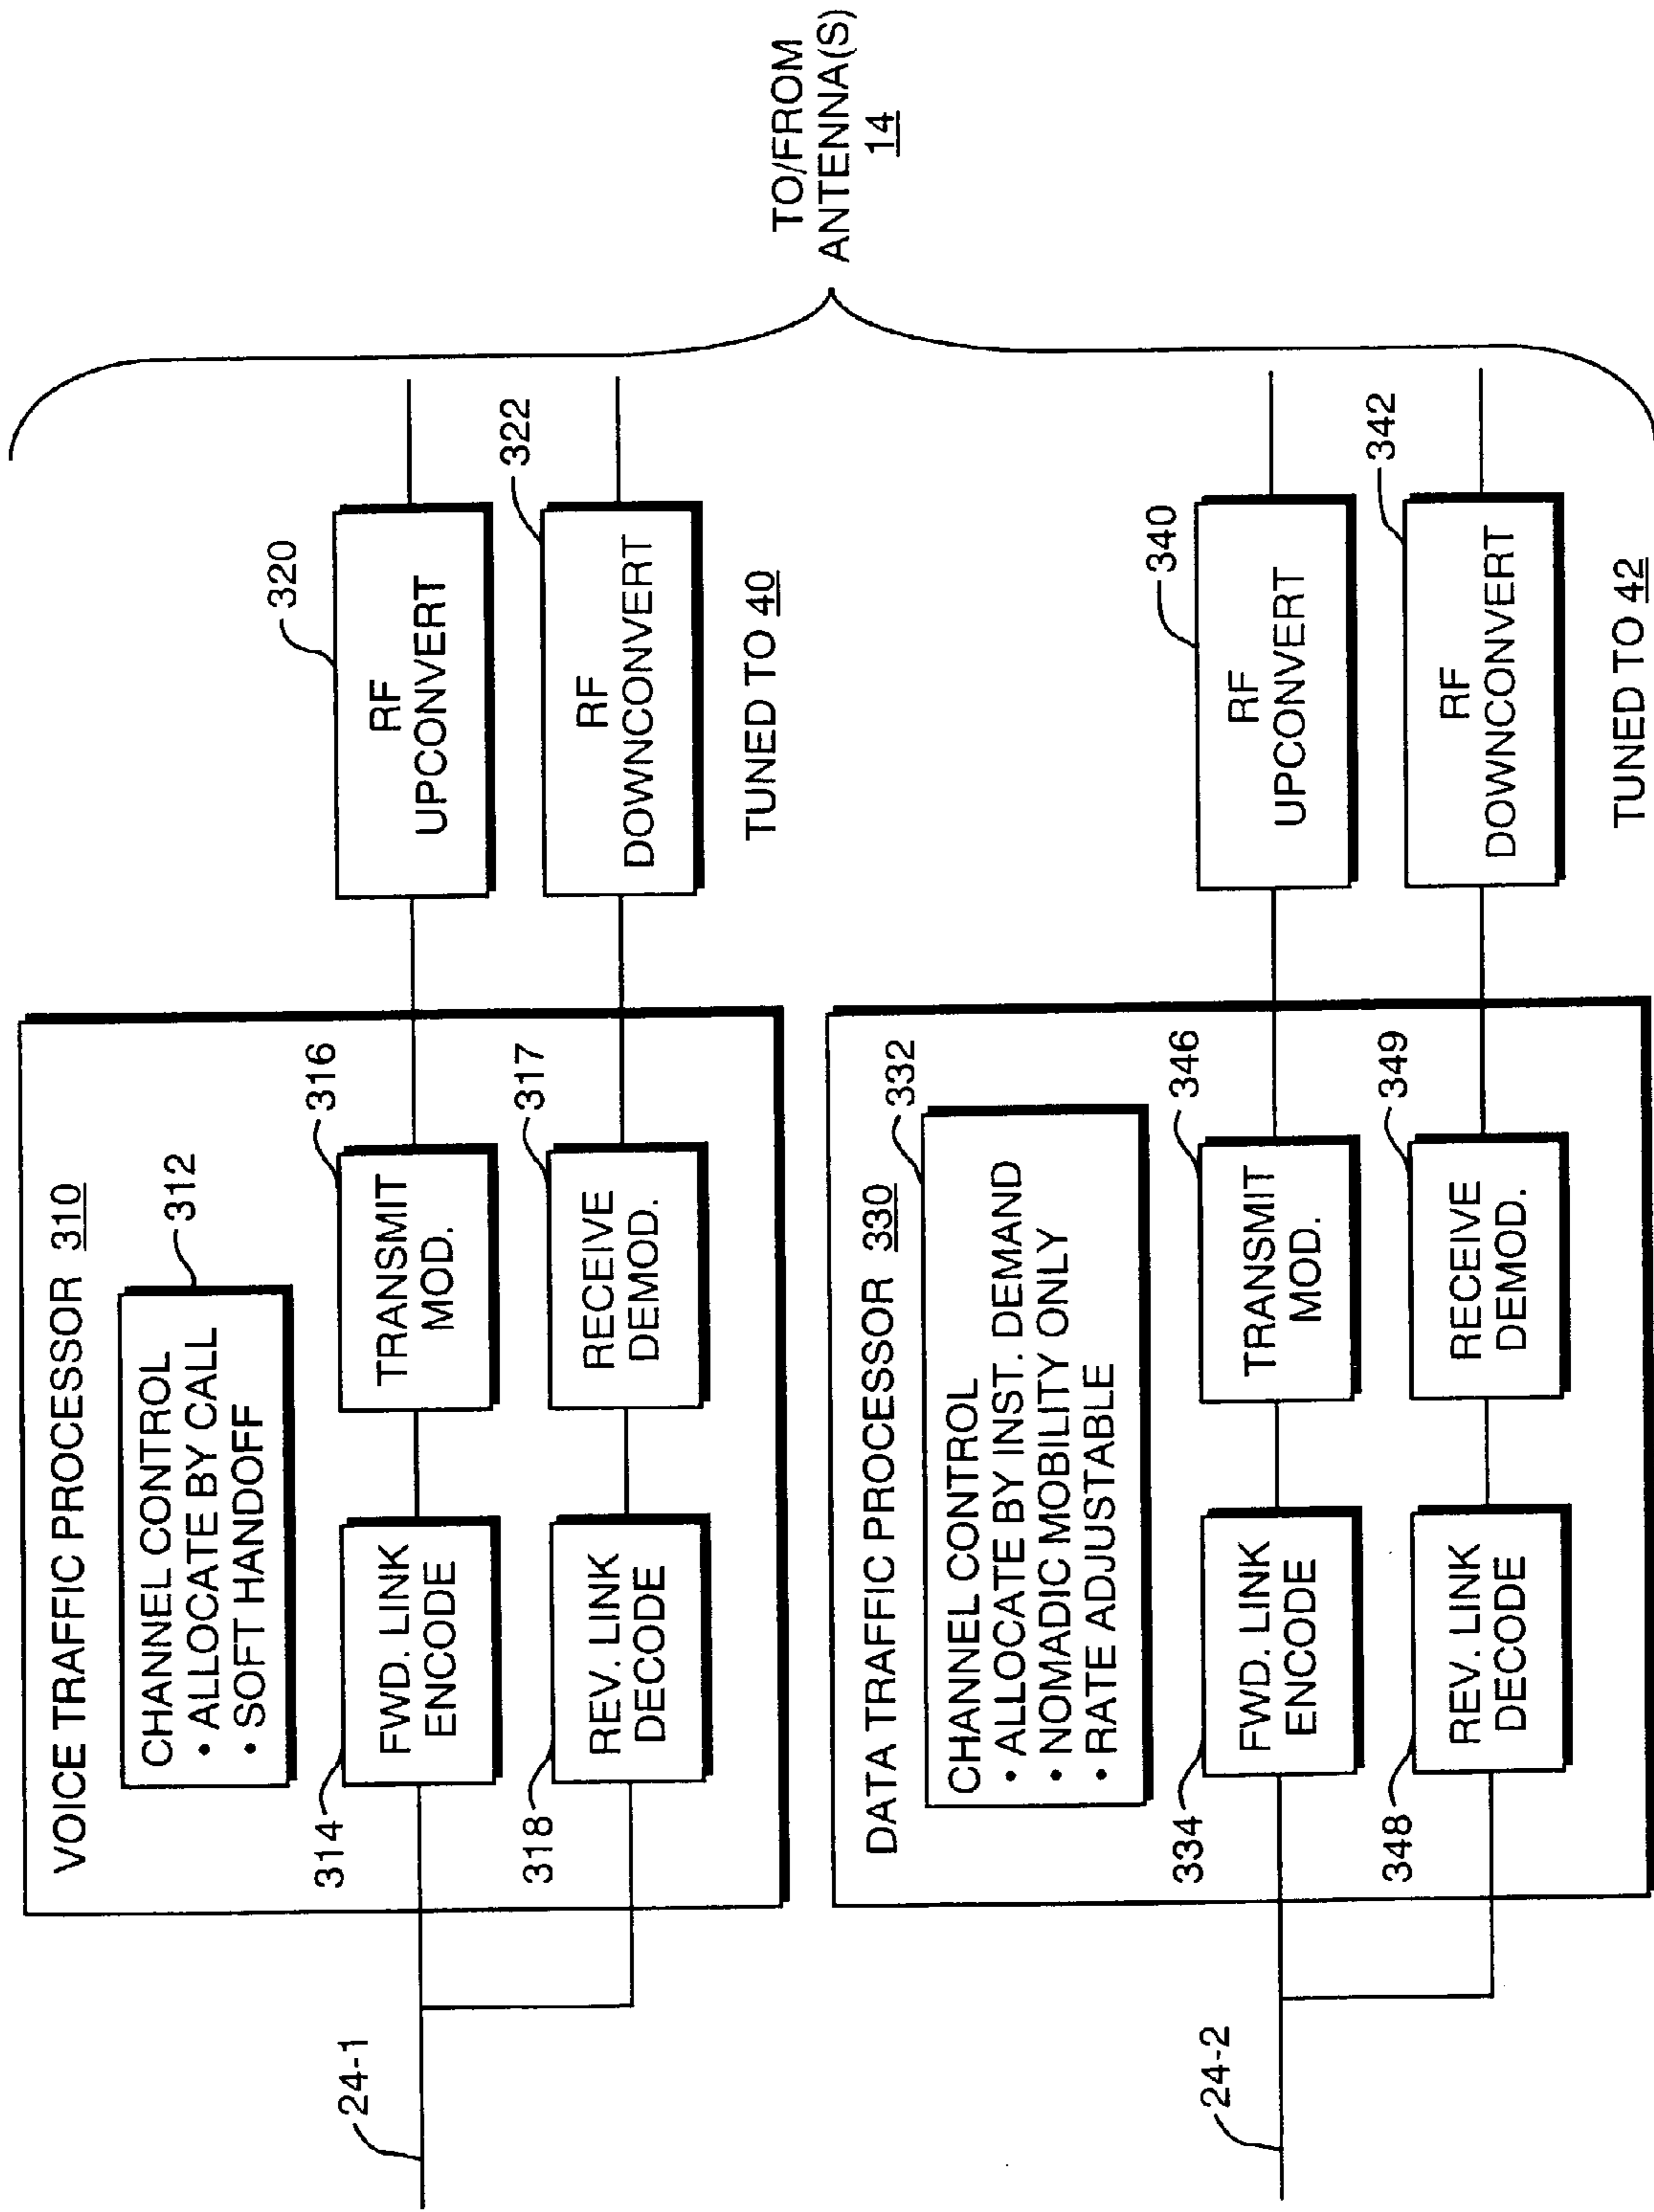 VOICE TRAFFIC PROCESSOR 310
CHANNEL CONTROL
• ALLOCATE BY CALL
• SOFT HANDOFF
312
24-1
314
FWD. LINK
ENCODE
316
TRANSMIT
MOD.
320
RF
UPCONVERT
318
REV. LINK
DECODE
317
RECEIVE
DEMOD.
322
RF
DOWNCONVERT
TUNED TO 40
TO/FROM
ANTENNA(S)
14
DATA TRAFFIC PROCESSOR 330
332
CHANNEL CONTROL
• ALLOCATE BY INST. DEMAND
• NOMADIC MOBILITY ONLY
• RATE ADJUSTABLE
24-2
334
FWD. LINK
ENCODE
346
TRANSMIT
MOD.
340
RF
UPCONVERT
348
REV. LINK
DECODE
349
RECEIVE
DEMOD.
342
RF
DOWNCONVERT
TUNED TO 42